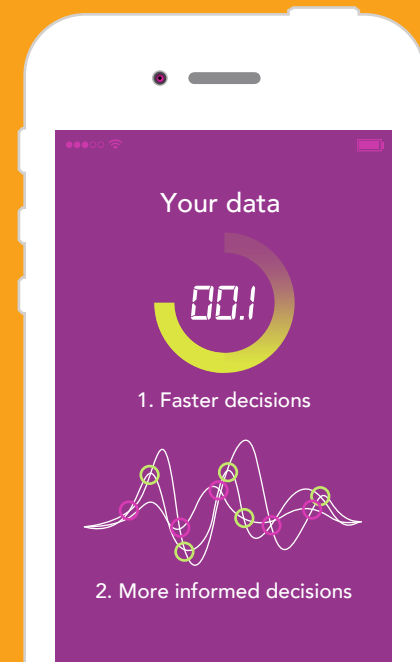 Your data
00.1
1. Faster decisions
2. More informed decisions